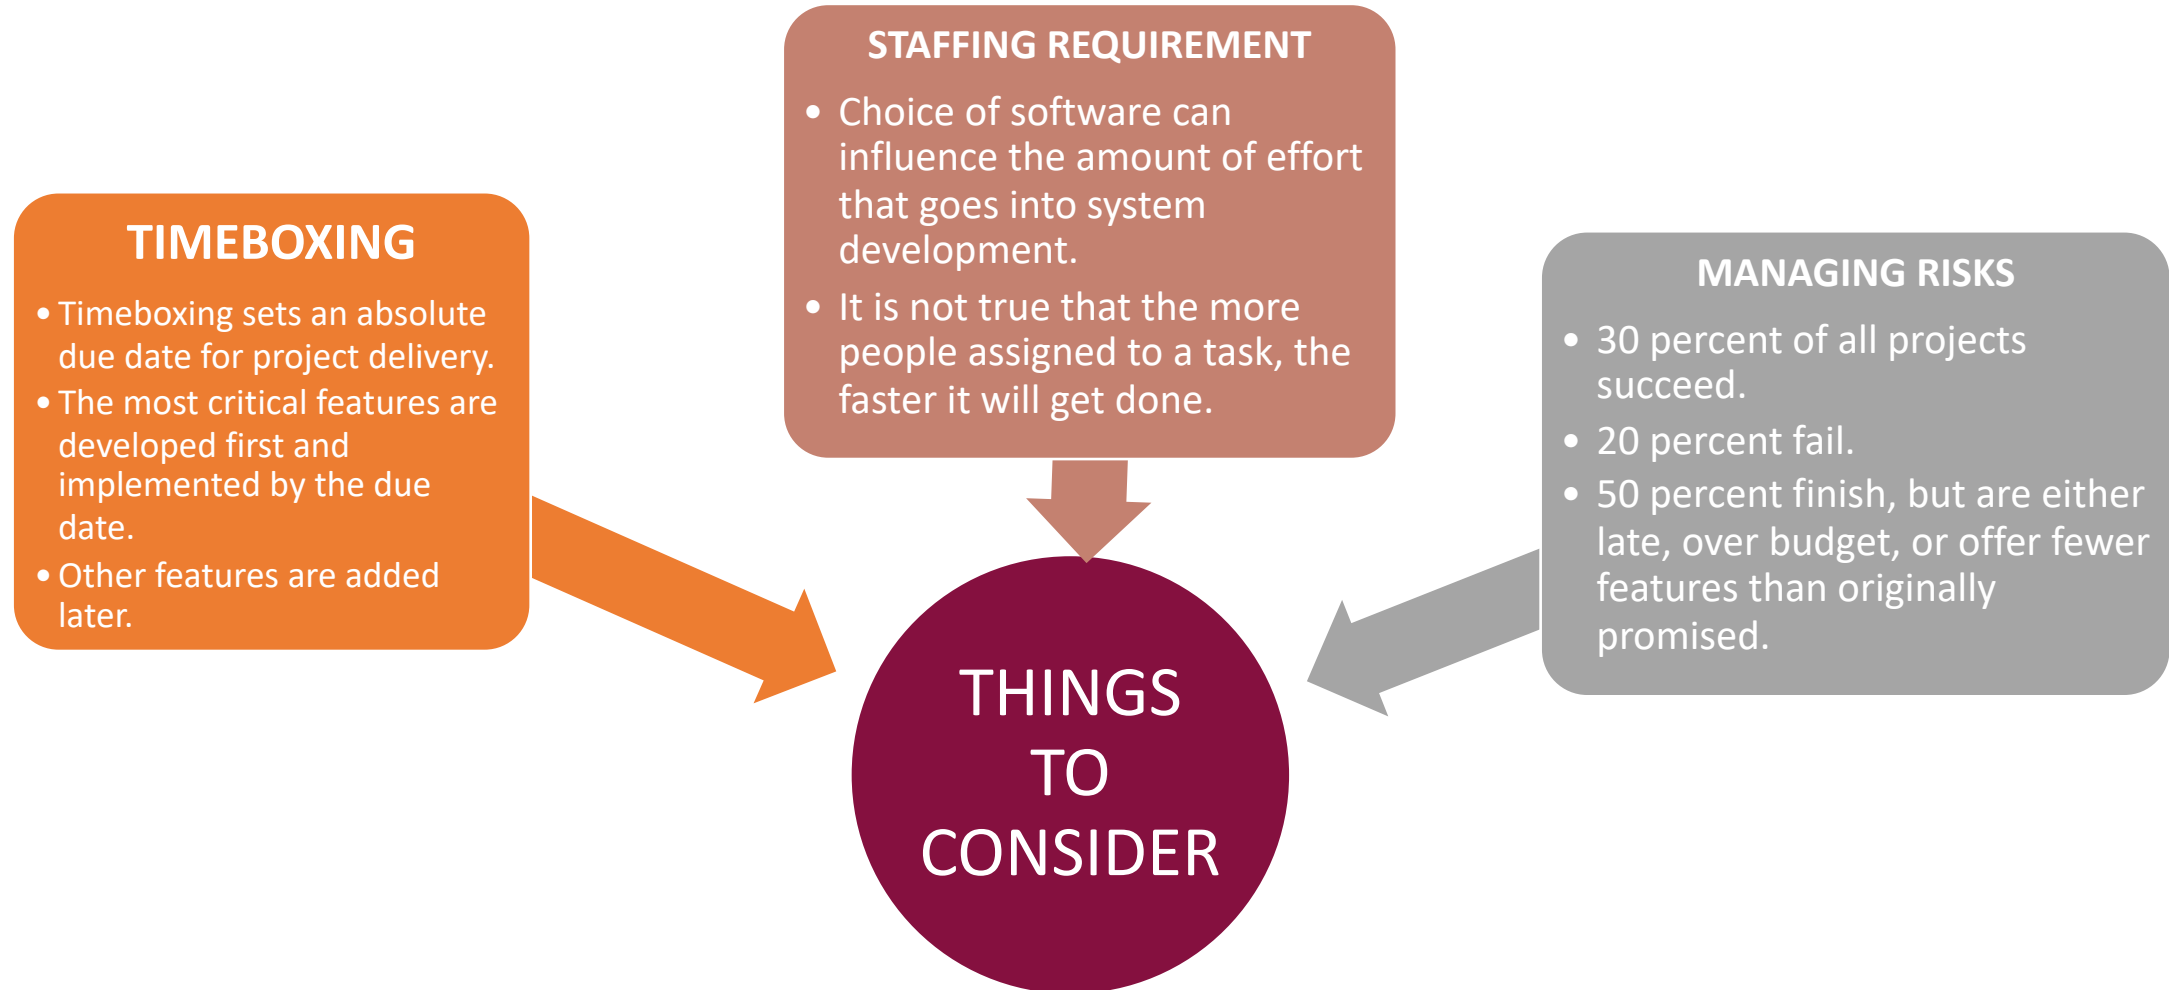 TIMEBOXING
• Timeboxing sets an absolute
due date for project delivery.
• The most critical features are
developed first and
implemented by the due
date.
• Other features are added
later.
STAFFING REQUIREMENT
• Choice of software can
influence the amount of effort
that goes into system
development.
• It is not true that the more
people assigned to a task, the
faster it will get done.
MANAGING RISKS
• 30 percent of all projects
succeed.
• 20 percent fail.
• 50 percent finish, but are either
late, over budget, or offer fewer
features than originally
promised.
THINGS
TO
CONSIDER